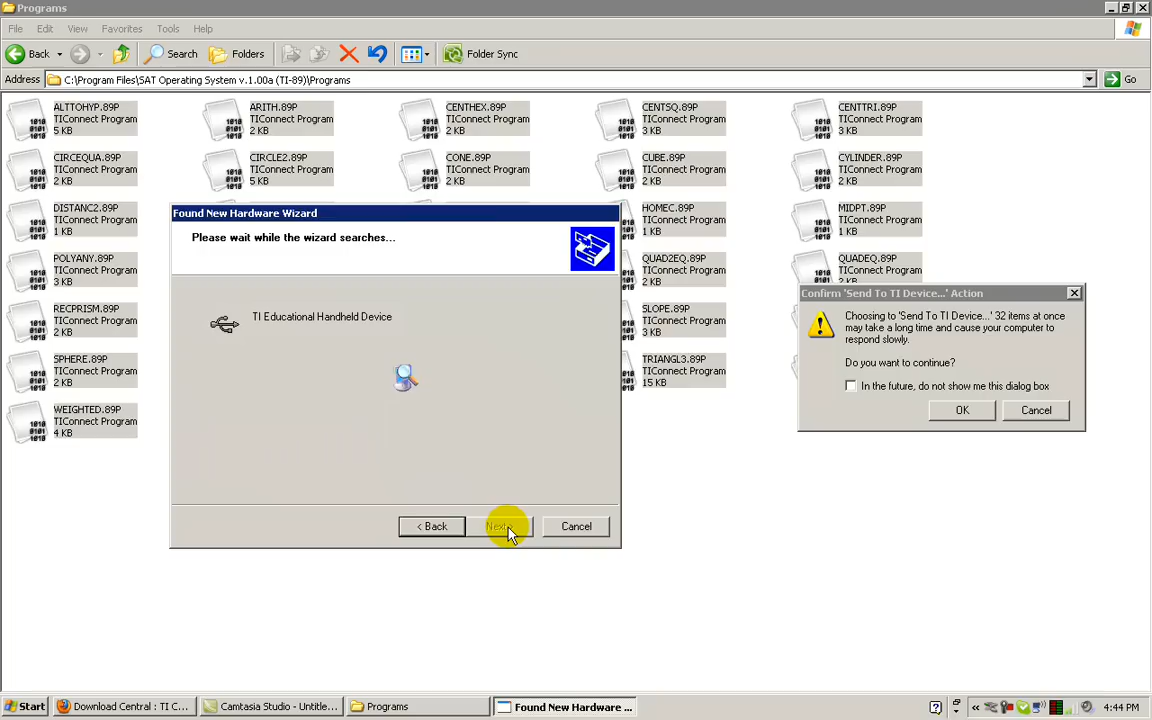 Programs
File Edit View Favorites Tools Help
Back Search Folders Folder Sync
Address C:\Program Files\SAT Operating System v.1.00a (TI-89)\Programs Go
ALTTOHYP.89P
TIConnect Program
5 KB
ARITH.89P
TIConnect Program
2 KB
CENTHEX.89P
TIConnect Program
2 KB
CENTSQ.89P
TIConnect Program
3 KB
CENTTRI.89P
TIConnect Program
3 KB
CIRCEQUA.89P
TIConnect Program
2 KB
CIRCLE2.89P
TIConnect Program
5 KB
CONE.89P
TIConnect Program
2 KB
CUBE.89P
TIConnect Program
2 KB
CYLINDER.89P
TIConnect Program
2 KB
DISTANC2.89P
TIConnect Program
1 KB
HOMEC.89P
TIConnect Program
1 KB
MIDPT.89P
TIConnect Program
1 KB
POLYANY.89P
TIConnect Program
3 KB
QUAD2EQ.89P
TIConnect Program
2 KB
QUADEQ.89P
TIConnect Program
2 KB
RECPRISM.89P
TIConnect Program
2 KB
SLOPE.89P
TIConnect Program
3 KB
SPHERE.89P
TIConnect Program
2 KB
TRIANGL3.89P
TIConnect Program
15 KB
WEIGHTED.89P
TIConnect Program
4 KB
Found New Hardware Wizard
Please wait while the wizard searches...
TI Educational Handheld Device
< Back Next > Cancel
Confirm 'Send To TI Device...' Action
Choosing to 'Send To TI Device...' 32 items at once
may take a long time and cause your computer to
respond slowly.
Do you want to continue?
In the future, do not show me this dialog box
OK Cancel
Start Download Central : TI C... Camtasia Studio - Untitle... Programs Found New Hardware ... 4:44 PM